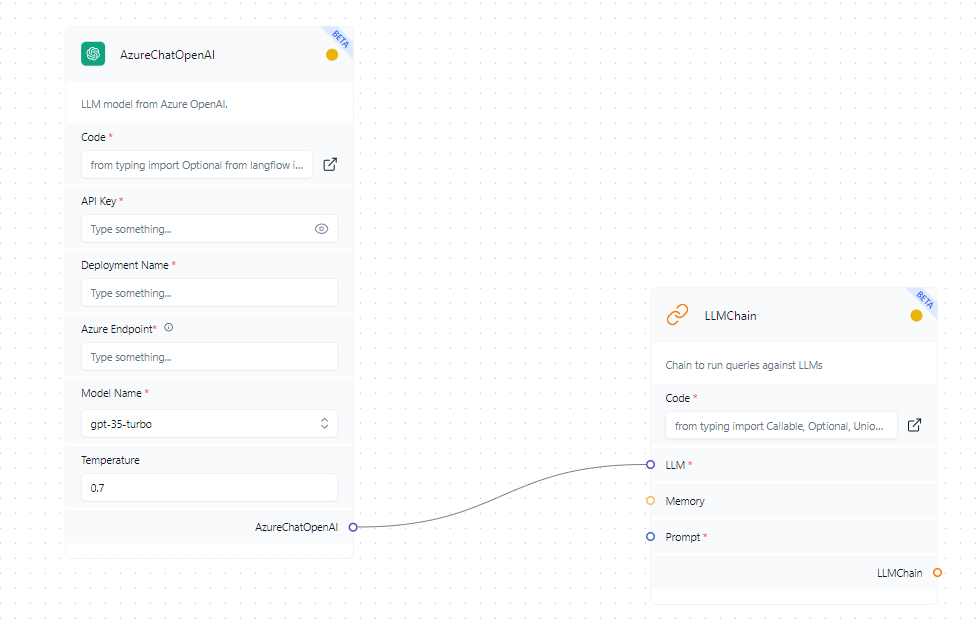 BETA
AzureChatOpenAI
LLM model from Azure OpenAI.
Code *
from typing import Optional from langflow i...
API Key *
Type something...
Deployment Name *
Type something...
Azure Endpoint*
Type something...
Model Name *
gpt-35-turbo
Temperature
0.7
AzureChatOpenAI
BETA
LLMChain
Chain to run queries against LLMs
Code *
from typing import Callable, Optional, Unio...
LLM *
Memory
Prompt *
LLMChain